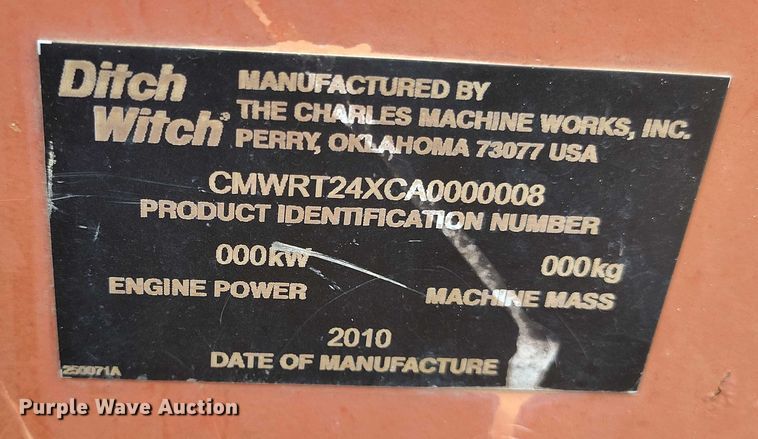 Ditch Witch®
MANUFACTURED BY
THE CHARLES MACHINE WORKS, INC.
PERRY, OKLAHOMA 73077 USA
CMWRT24XCA0000008
PRODUCT IDENTIFICATION NUMBER
000kW
ENGINE POWER
000kg
MACHINE MASS
2010
DATE OF MANUFACTURE
250071A
Purple Wave Auction